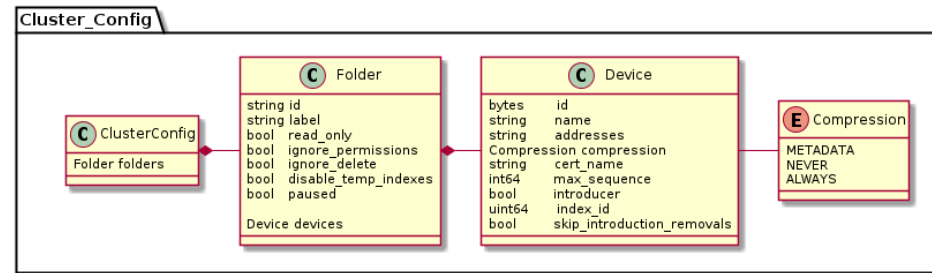 Cluster_Config
C ClusterConfig
Folder folders
C Folder
string id
string label
bool read_only
bool ignore_permissions
bool ignore_delete
bool disable_temp_indexes
bool paused
Device devices
C Device
bytes id
string name
string addresses
Compression compression
string cert_name
int64 max_sequence
bool introducer
uint64 index_id
bool skip_introduction_removals
E Compression
METADATA
NEVER
ALWAYS